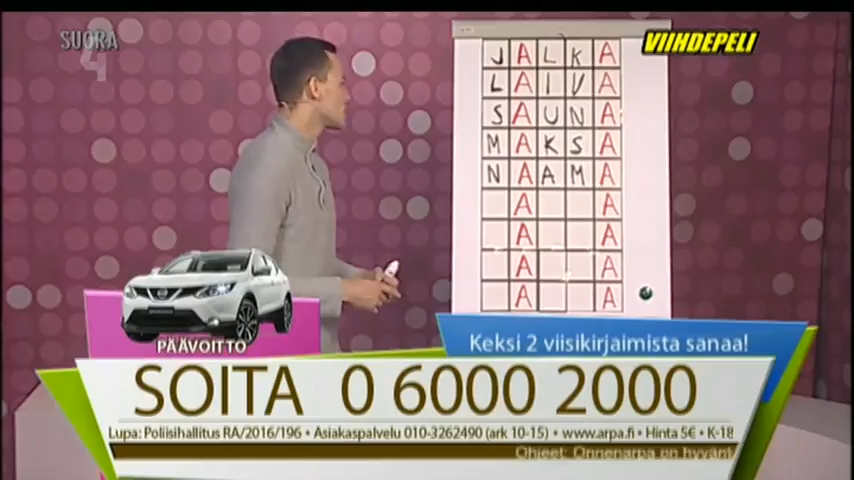 SUORA
4
VIIHDEPELI
JALKA
LAIVA
SAUNA
MAKSA
NAAMA
A A
A A
A A
A A
PÄÄVOITTO
Keksi 2 viisikirjaimista sanaa!
SOITA 0 6000 2000
Lupa: Poliisihallitus RA/2016/196 • Asiakaspalvelu 010-3262490 (ark 10-15) • www.arpa.fi • Hinta 5€ • K-18
Ohjeet: Onnenarpa on hyvänt